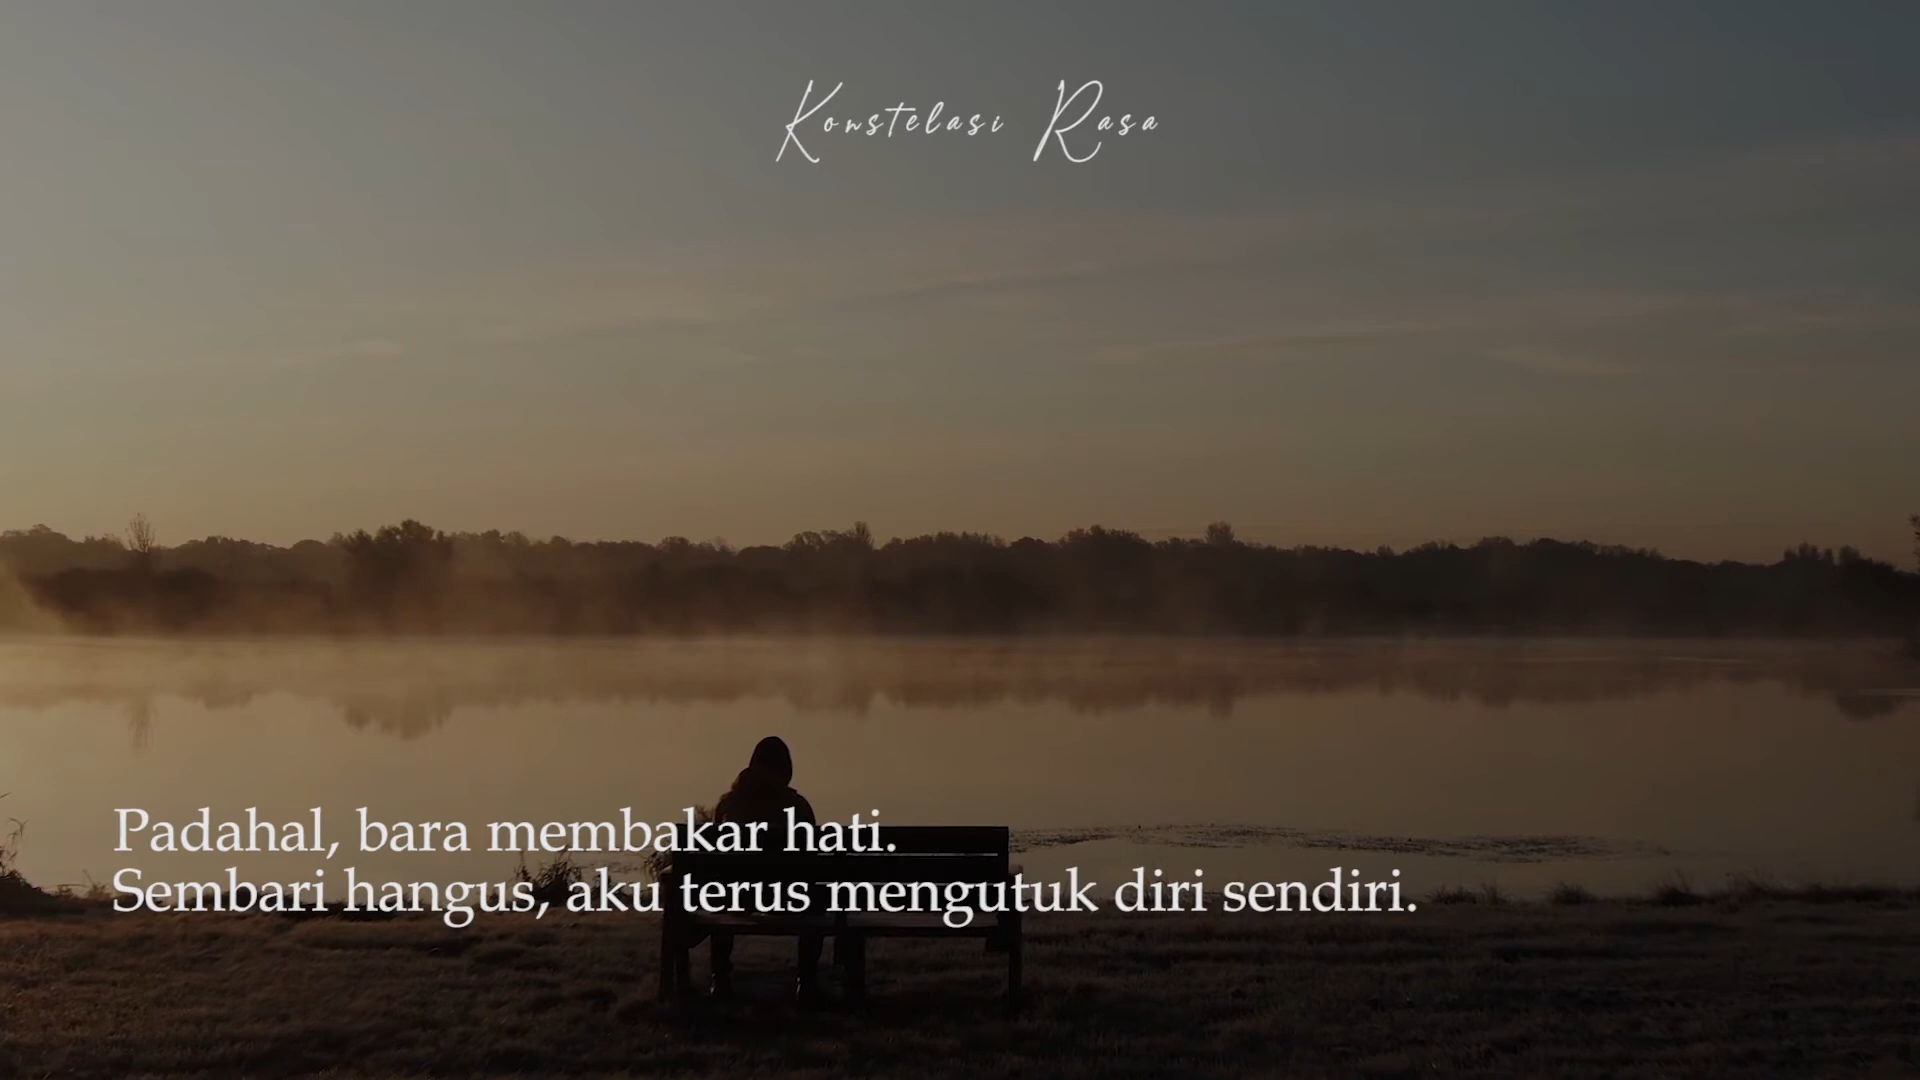 Konstelasi Rasa
Padahal, bara membakar hati.
Sembari hangus, aku terus mengutuk diri sendiri.